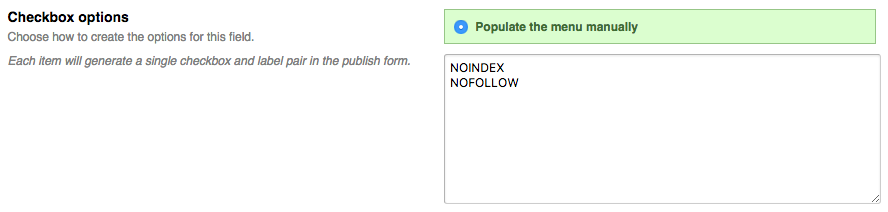 Checkbox options
Choose how to create the options for this field.
Each item will generate a single checkbox and label pair in the publish form.
Populate the menu manually
NOINDEX
NOFOLLOW